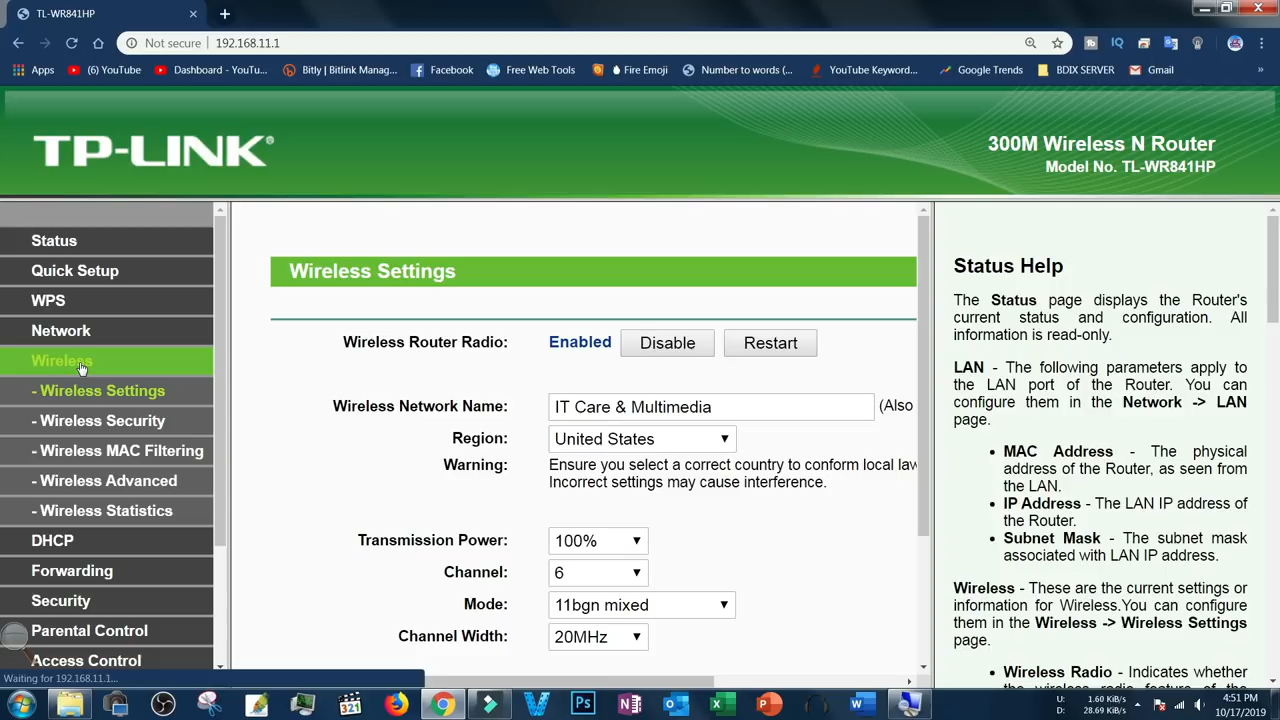 TL-WR841HP
Not secure
192.168.11.1
Apps
(6) YouTube
Dashboard - YouTu...
Bitly | Bitlink Manag...
Facebook
Free Web Tools
Fire Emoji
Number to words (...
YouTube Keyword...
Google Trends
BDIX SERVER
Gmail
»
TP-LINK®
300M Wireless N Router
Model No. TL-WR841HP
Status
Quick Setup
WPS
Network
Wireless
- Wireless Settings
- Wireless Security
- Wireless MAC Filtering
- Wireless Advanced
- Wireless Statistics
DHCP
Forwarding
Security
Parental Control
Access Control
Waiting for 192.168.11.1...
Wireless Settings
Wireless Router Radio: Enabled Disable Restart
Wireless Network Name: IT Care & Multimedia (Also
Region: United States
Warning: Ensure you select a correct country to conform local law
Incorrect settings may cause interference.
Transmission Power: 100%
Channel: 6
Mode: 11bgn mixed
Channel Width: 20MHz
Status Help
The Status page displays the Router's
current status and configuration. All
information is read-only.
LAN - The following parameters apply to
the LAN port of the Router. You can
configure them in the Network -> LAN
page.
• MAC Address - The physical
address of the Router, as seen from
the LAN.
• IP Address - The LAN IP address of
the Router.
• Subnet Mask - The subnet mask
associated with LAN IP address.
Wireless - These are the current settings or
information for Wireless.You can configure
them in the Wireless -> Wireless Settings
page.
• Wireless Radio - Indicates whether
the wireless radio feature of the
321
U: 1.60 KiB/s
D: 28.69 KiB/s
4:51 PM
10/17/2019